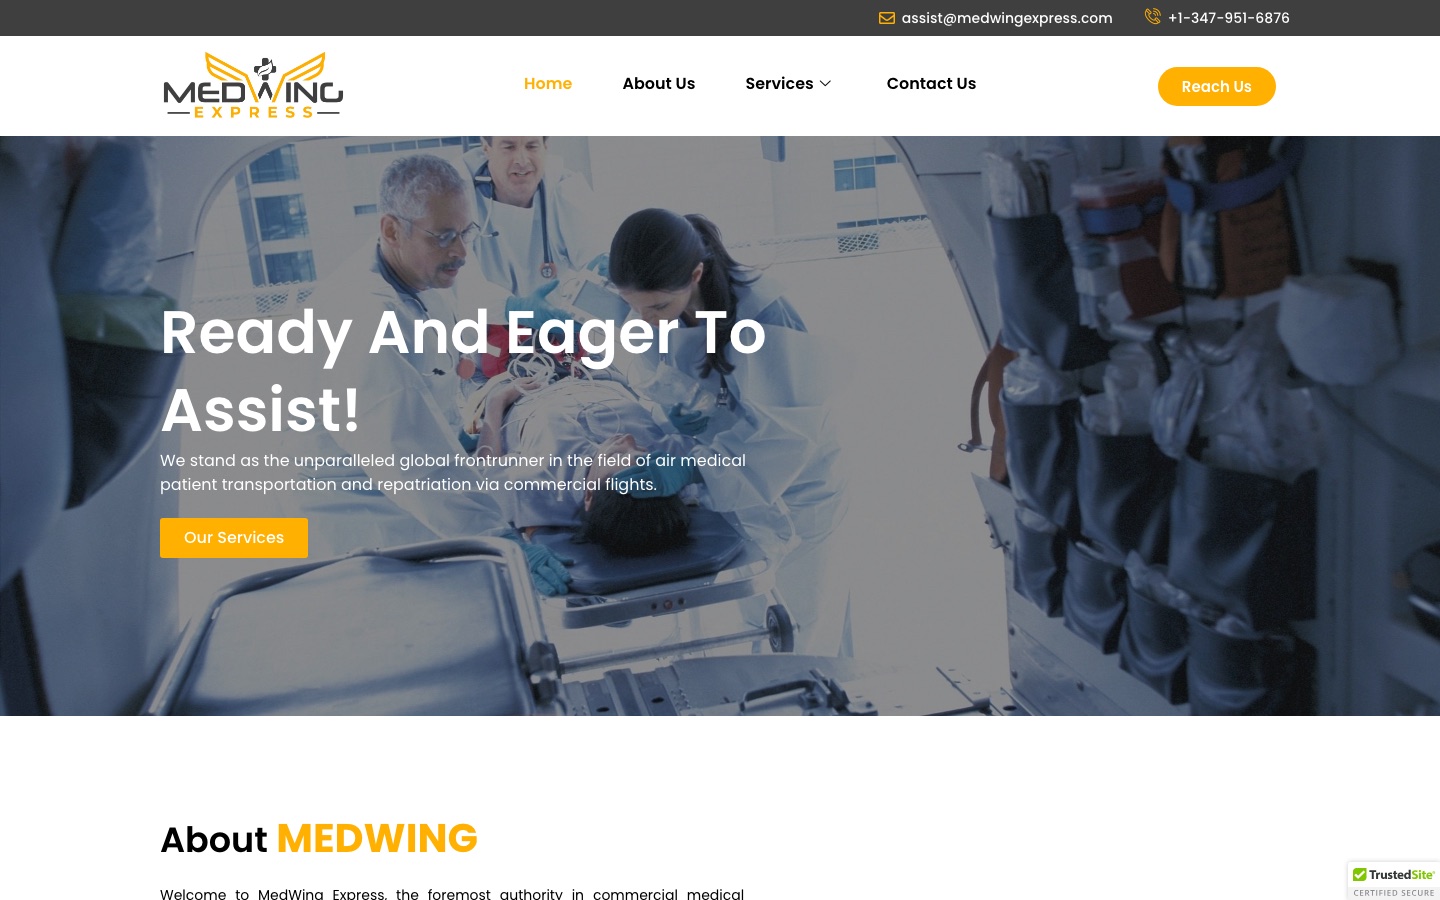 assist@medwingexpress.com
+1-347-951-6876
MEDWING
EXPRESS
Home
About Us
Services
Contact Us
Reach Us
Ready And Eager To
Assist!
We stand as the unparalleled global frontrunner in the field of air medical
patient transportation and repatriation via commercial flights.
Our Services
About MEDWING
Welcome to MedWing Express, the foremost authority in commercial medical
TrustedSite
CERTIFIED SECURE